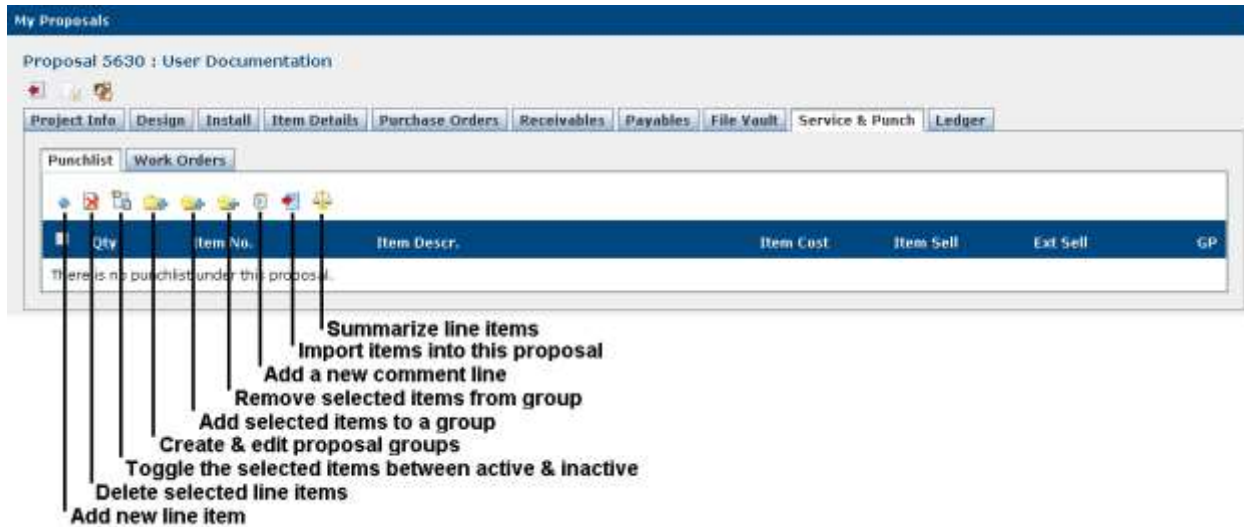 My Proposals
Proposal 5630 : User Documentation
Project Info Design Install Item Details Purchase Orders Receivables Payables File Vault Service & Punch Ledger
Punchlist Work Orders
Qty Item No. Item Descr. Item Cost Item Sell Ext Sell GP
There is no punchlist under this proposal.
Summarize line items
Import items into this proposal
Add a new comment line
Remove selected items from group
Add selected items to a group
Create & edit proposal groups
Toggle the selected items between active & inactive
Delete selected line items
Add new line item